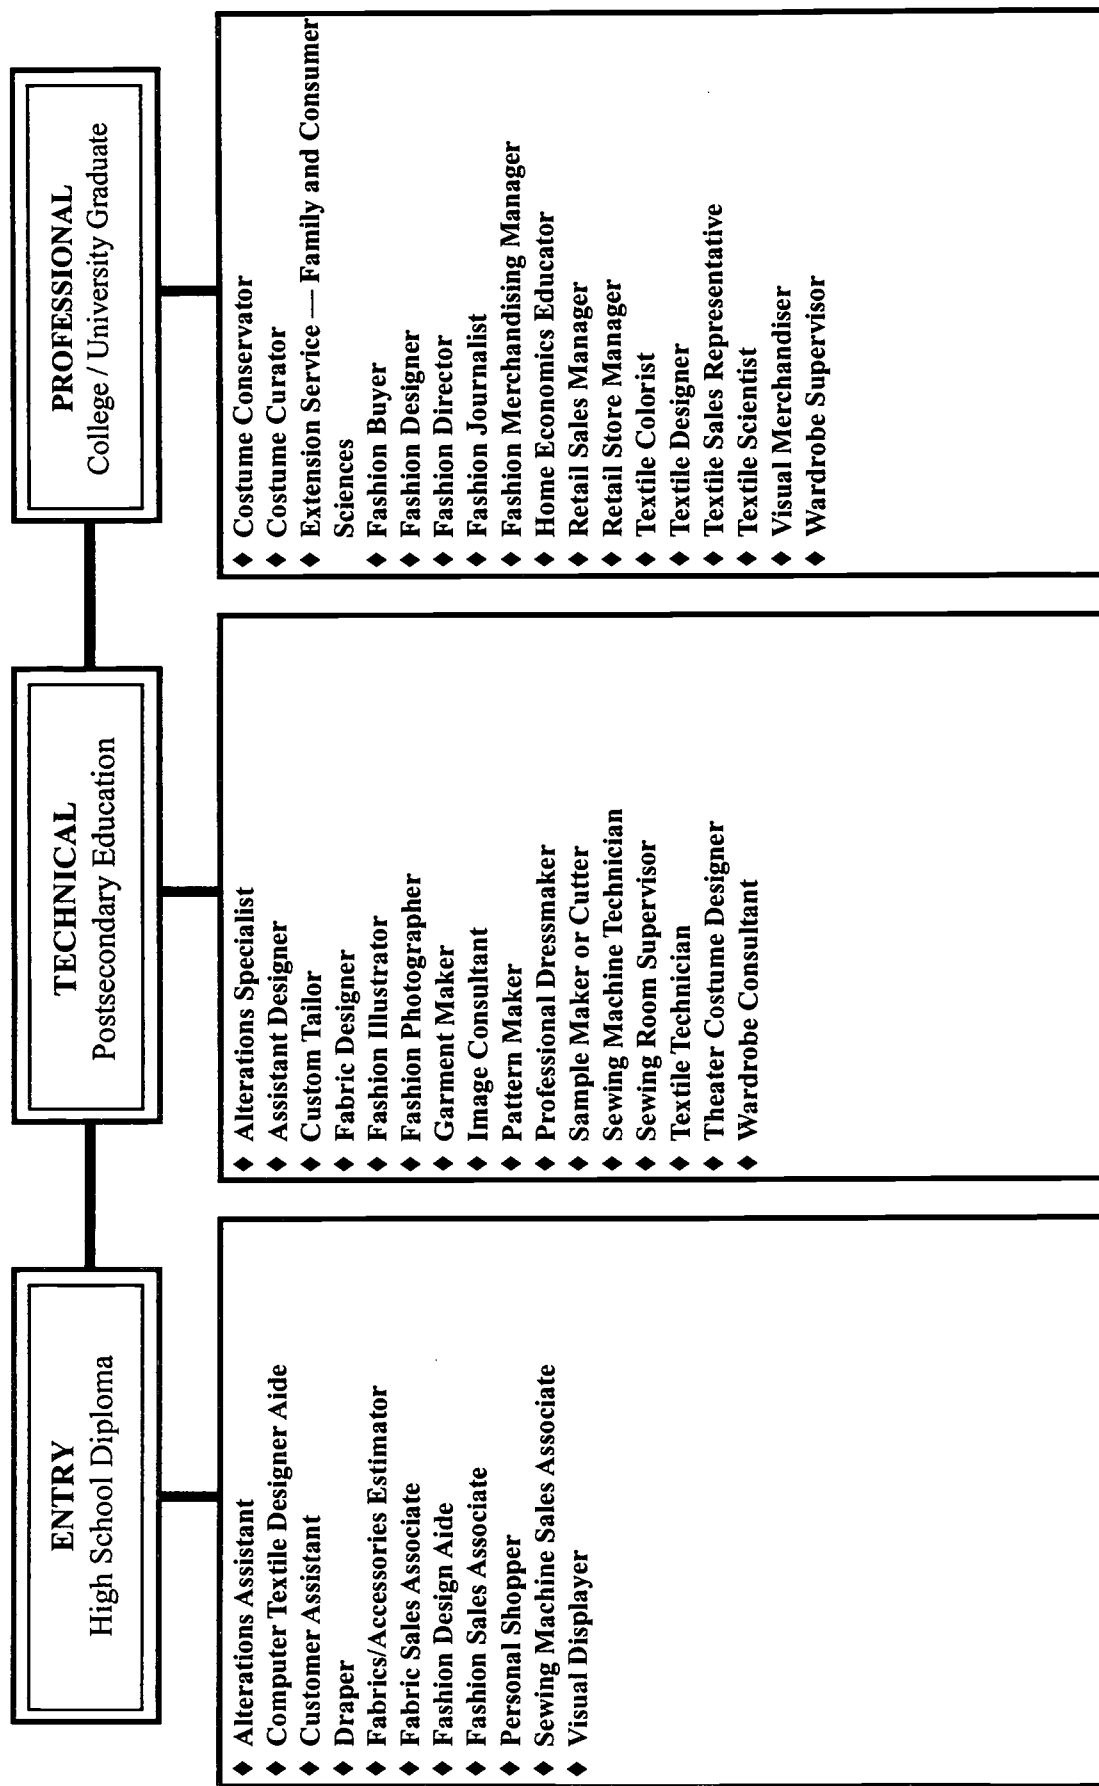 ENTRY
High School Diploma
◆ Alterations Assistant
◆ Computer Textile Designer Aide
◆ Customer Assistant
◆ Draper
◆ Fabrics/Accessories Estimator
◆ Fabric Sales Associate
◆ Fashion Design Aide
◆ Fashion Sales Associate
◆ Personal Shopper
◆ Sewing Machine Sales Associate
◆ Visual Displayer
TECHNICAL
Postsecondary Education
◆ Alterations Specialist
◆ Assistant Designer
◆ Custom Tailor
◆ Fabric Designer
◆ Fashion Illustrator
◆ Fashion Photographer
◆ Garment Maker
◆ Image Consultant
◆ Pattern Maker
◆ Professional Dressmaker
◆ Sample Maker or Cutter
◆ Sewing Machine Technician
◆ Sewing Room Supervisor
◆ Textile Technician
◆ Theater Costume Designer
◆ Wardrobe Consultant
PROFESSIONAL
College / University Graduate
◆ Costume Conservator
◆ Costume Curator
◆ Extension Service — Family and Consumer
Sciences
◆ Fashion Buyer
◆ Fashion Designer
◆ Fashion Director
◆ Fashion Journalist
◆ Fashion Merchandising Manager
◆ Home Economics Educator
◆ Retail Sales Manager
◆ Retail Store Manager
◆ Textile Colorist
◆ Textile Designer
◆ Textile Sales Representative
◆ Textile Scientist
◆ Visual Merchandiser
◆ Wardrobe Supervisor